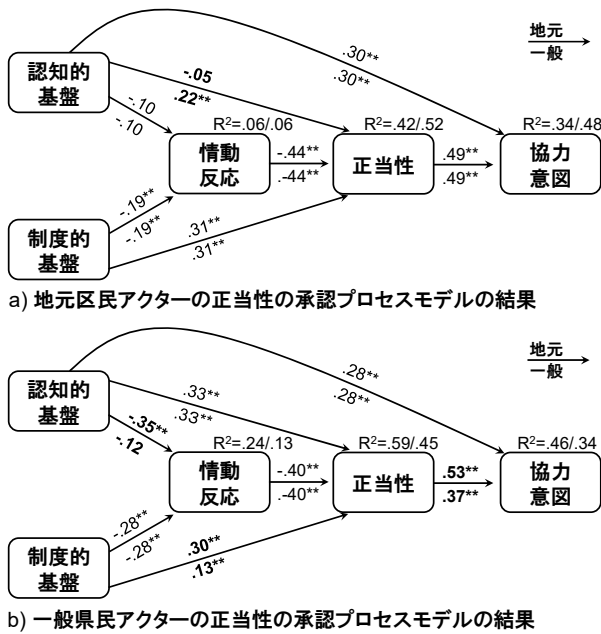 地元
一般
.30**
.30**
認知的
基盤
-.05
.22**
-.10
-.10
R²=.06/.06
R²=.42/.52
R²=.34/.48
情動
反応
-.44**
.-44**
正当性
.49**
.49**
協力
意図
制度的
基盤
-.19**
-.19**
.31**
.31**
a) 地元区民アクターの正当性の承認プロセスモデルの結果
地元
一般
.28**
.28**
認知的
基盤
.33**
.33**
-.35**
-.12
R²=.24/.13
R²=.59/.45
R²=.46/.34
情動
反応
-.40**
-.40**
正当性
.53**
.37**
協力
意図
制度的
基盤
-.28**
-.28**
.30**
.13**
b) 一般県民アクターの正当性の承認プロセスモデルの結果